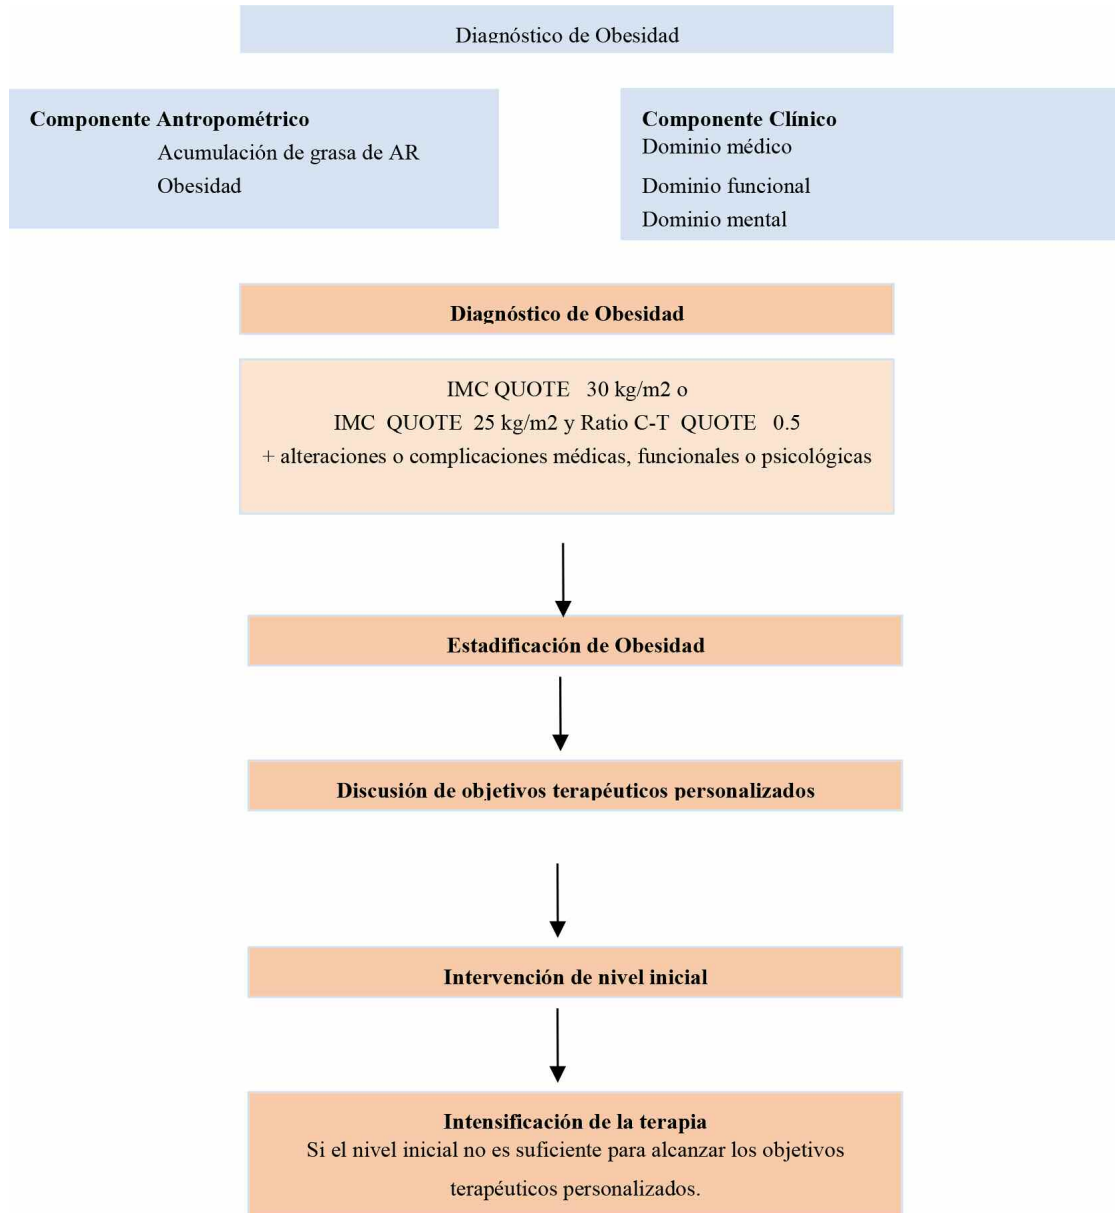 Diagnóstico de Obesidad
Componente Antropométrico
Acumulación de grasa de AR
Obesidad
Componente Clínico
Dominio médico
Dominio funcional
Dominio mental
Diagnóstico de Obesidad
IMC QUOTE 30 kg/m2 o
IMC QUOTE 25 kg/m2 y Ratio C-T QUOTE 0.5
+ alteraciones o complicaciones médicas, funcionales o psicológicas
Estadificación de Obesidad
Discusión de objetivos terapéuticos personalizados
Intervención de nivel inicial
Intensificación de la terapia
Si el nivel inicial no es suficiente para alcanzar los objetivos
terapéuticos personalizados.